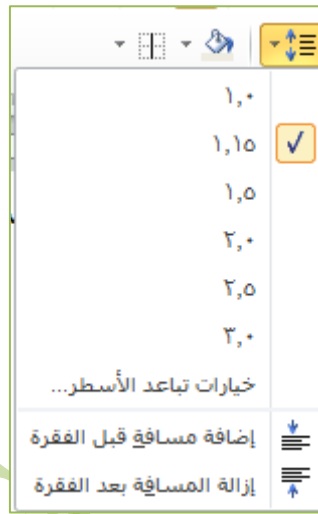 ١,٠
١,١٥
١,٥
٢,٠
٢,٥
٣,٠
خيارات تباعد الأسطر...
إضافة مسافة قبل الفقرة
إزالة المسافة بعد الفقرة